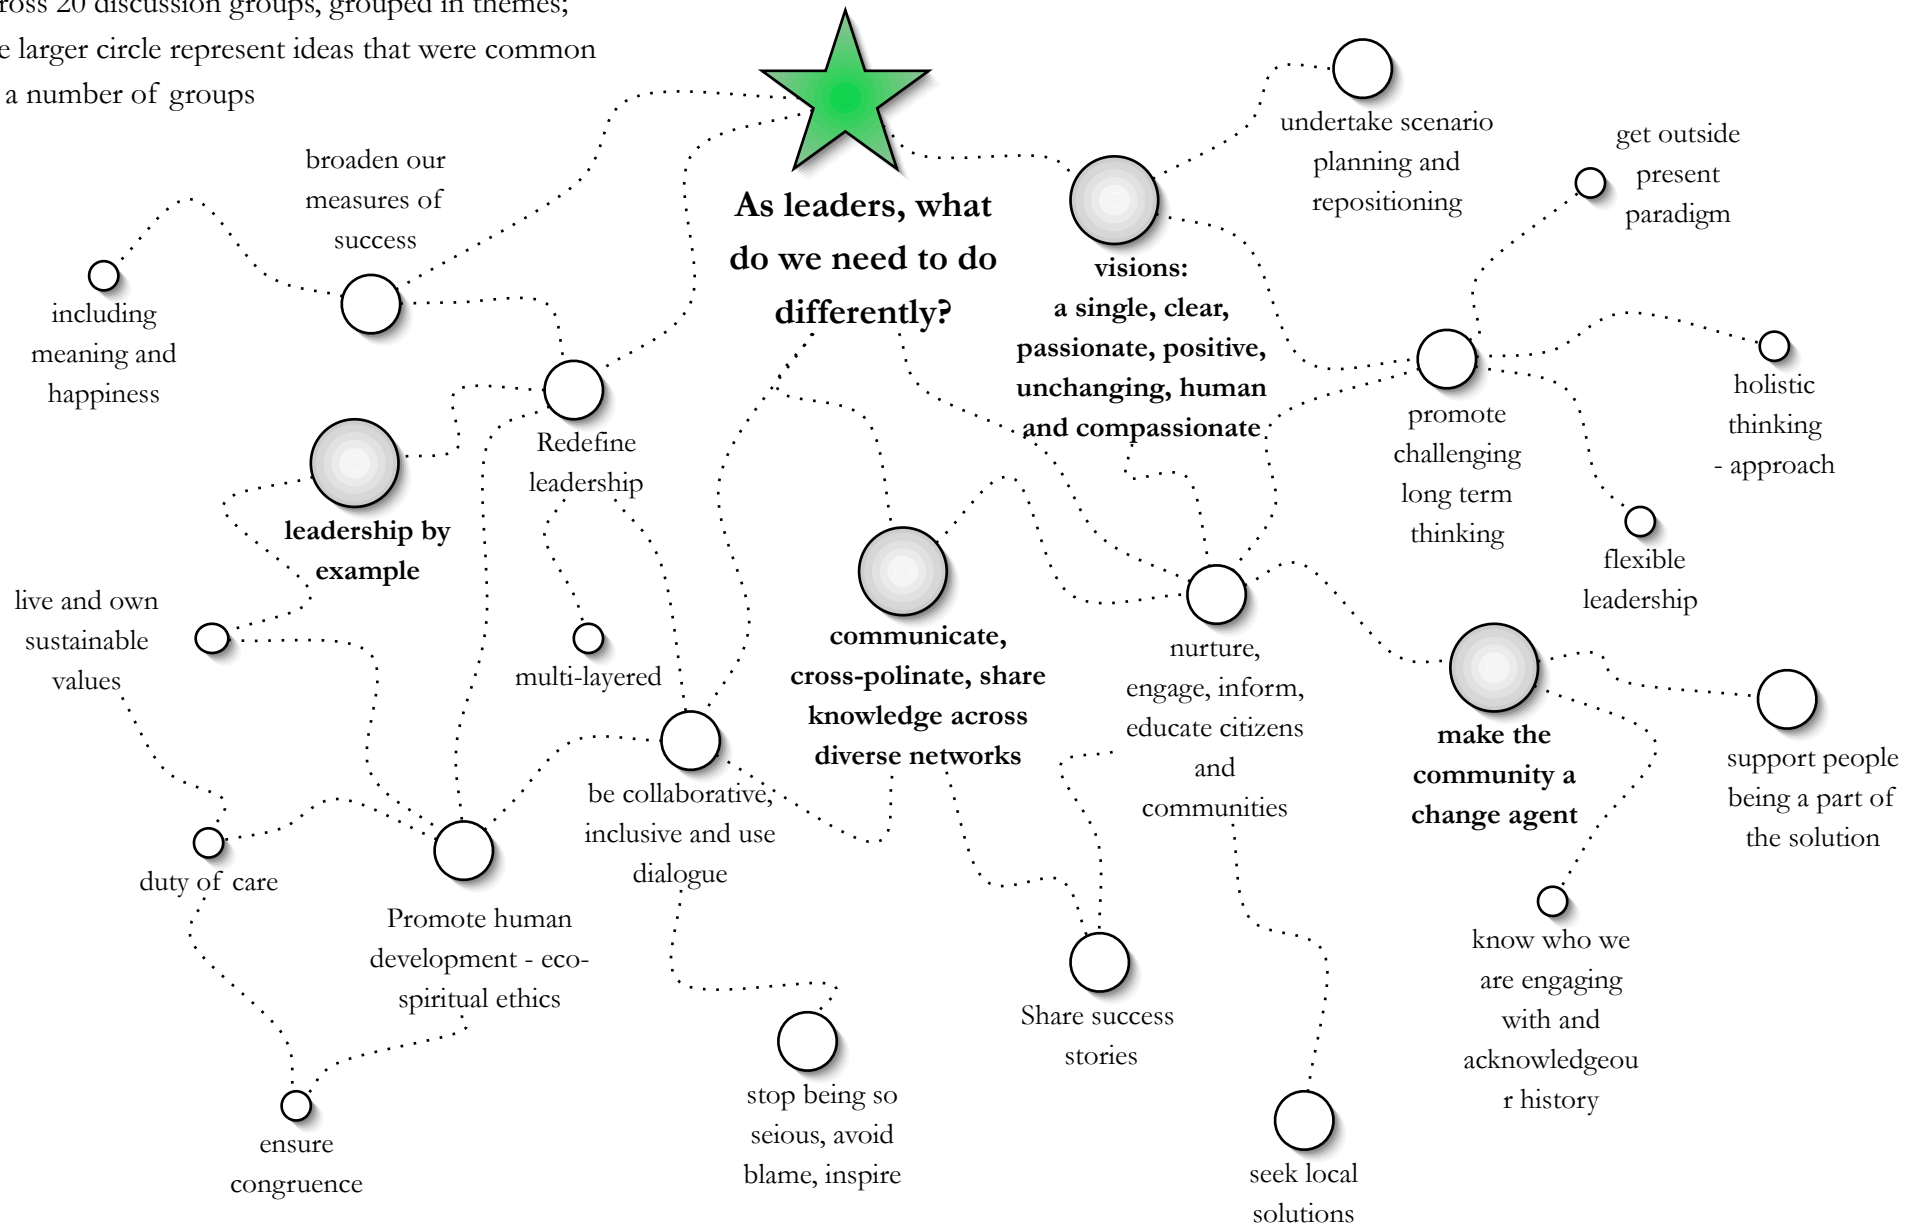 ross 20 discussion groups, grouped in themes;
e larger circle represent ideas that were common
a number of groups
broaden our
measures of
success
including
meaning and
happiness
As leaders, what
do we need to do
differently?
undertake scenario
planning and
repositioning
get outside
present
paradigm
visions:
a single, clear,
passionate, positive,
unchanging, human
and compassionate
holistic
thinking
- approach
promote
challenging
long term
thinking
Redefine
leadership
leadership by
example
flexible
leadership
live and own
sustainable
values
multi-layered
communicate,
cross-polinate, share
knowledge across
diverse networks
nurture,
engage, inform,
educate citizens
and
communities
make the
community a
change agent
support people
being a part of
the solution
be collaborative,
inclusive and use
dialogue
duty of care
Promote human
development - eco-
spiritual ethics
know who we
are engaging
with and
acknowledgeou
r history
Share success
stories
stop being so
seious, avoid
blame, inspire
ensure
congruence
seek local
solutions